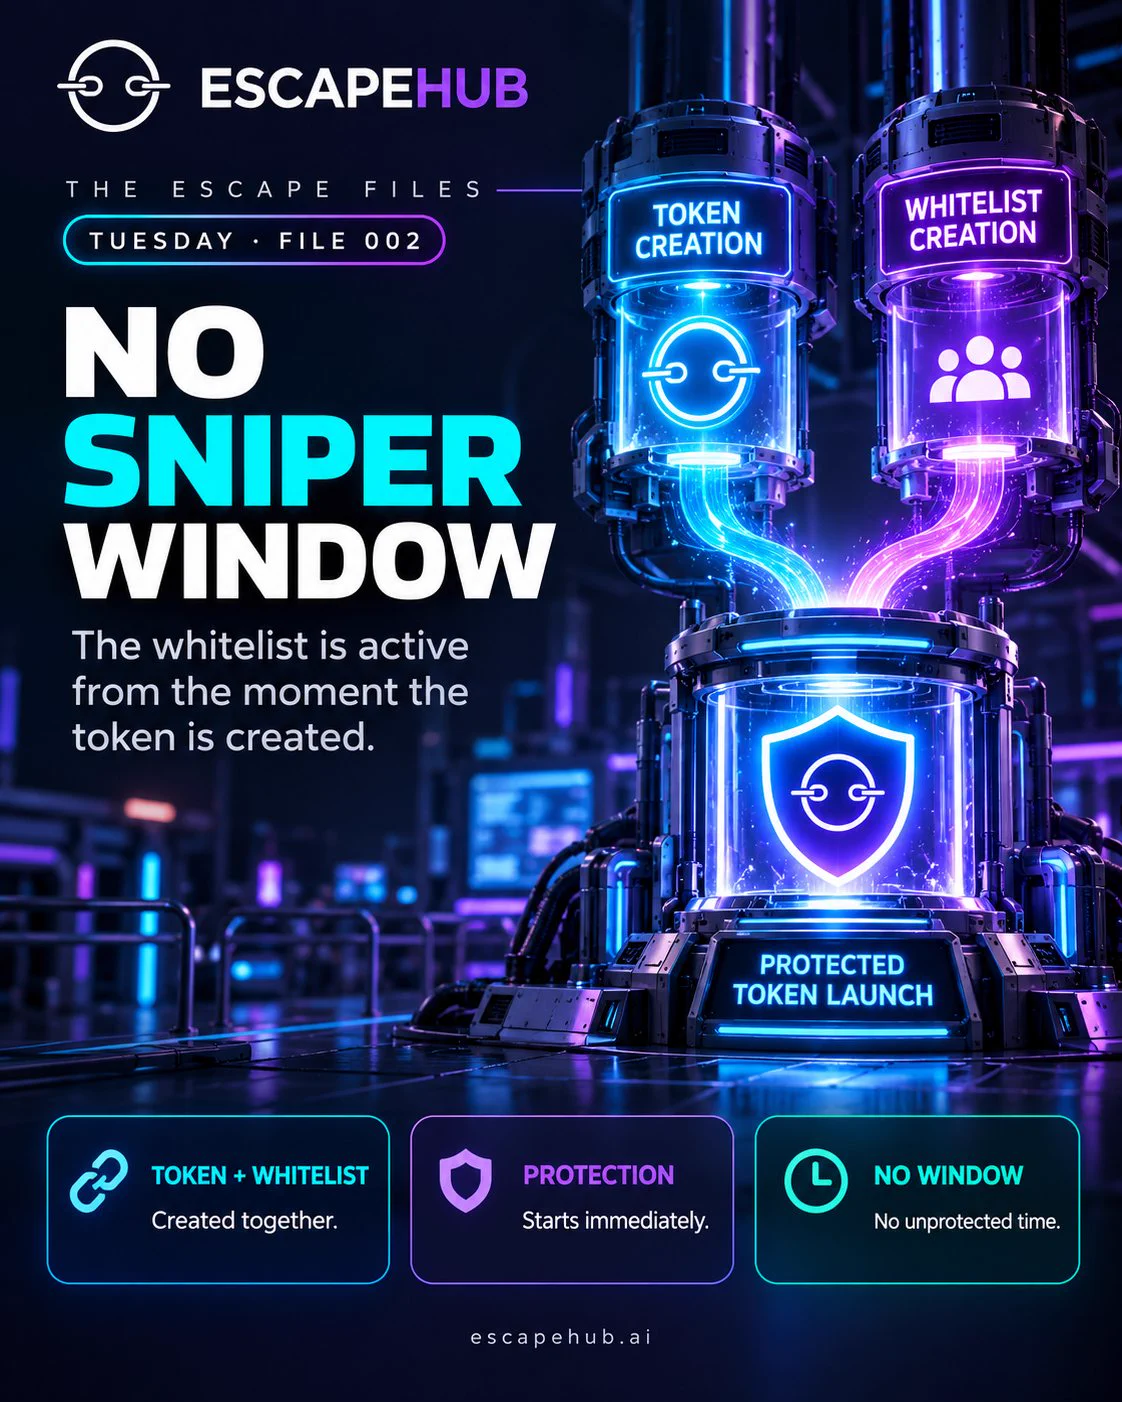 ESCAPEHUB
THE ESCAPE FILES
TUESDAY · FILE 002
NO
SNIPER
WINDOW
The whitelist is active
from the moment the
token is created.
TOKEN
CREATION
WHITELIST
CREATION
PROTECTED
TOKEN LAUNCH
TOKEN + WHITELIST
Created together.
PROTECTION
Starts immediately.
NO WINDOW
No unprotected time.
escapehub.ai